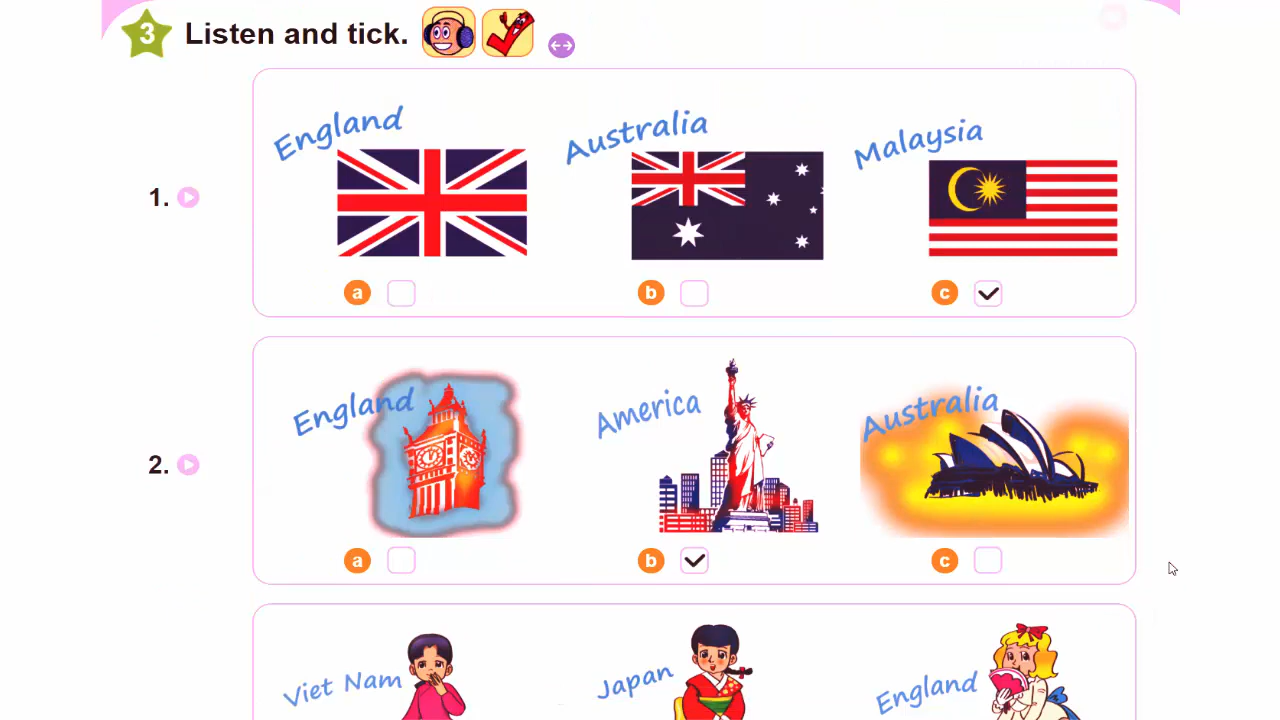 3 Listen and tick.
England Australia Malaysia
1.
a b c
England America Australia
2.
a b c
Viet Nam Japan England